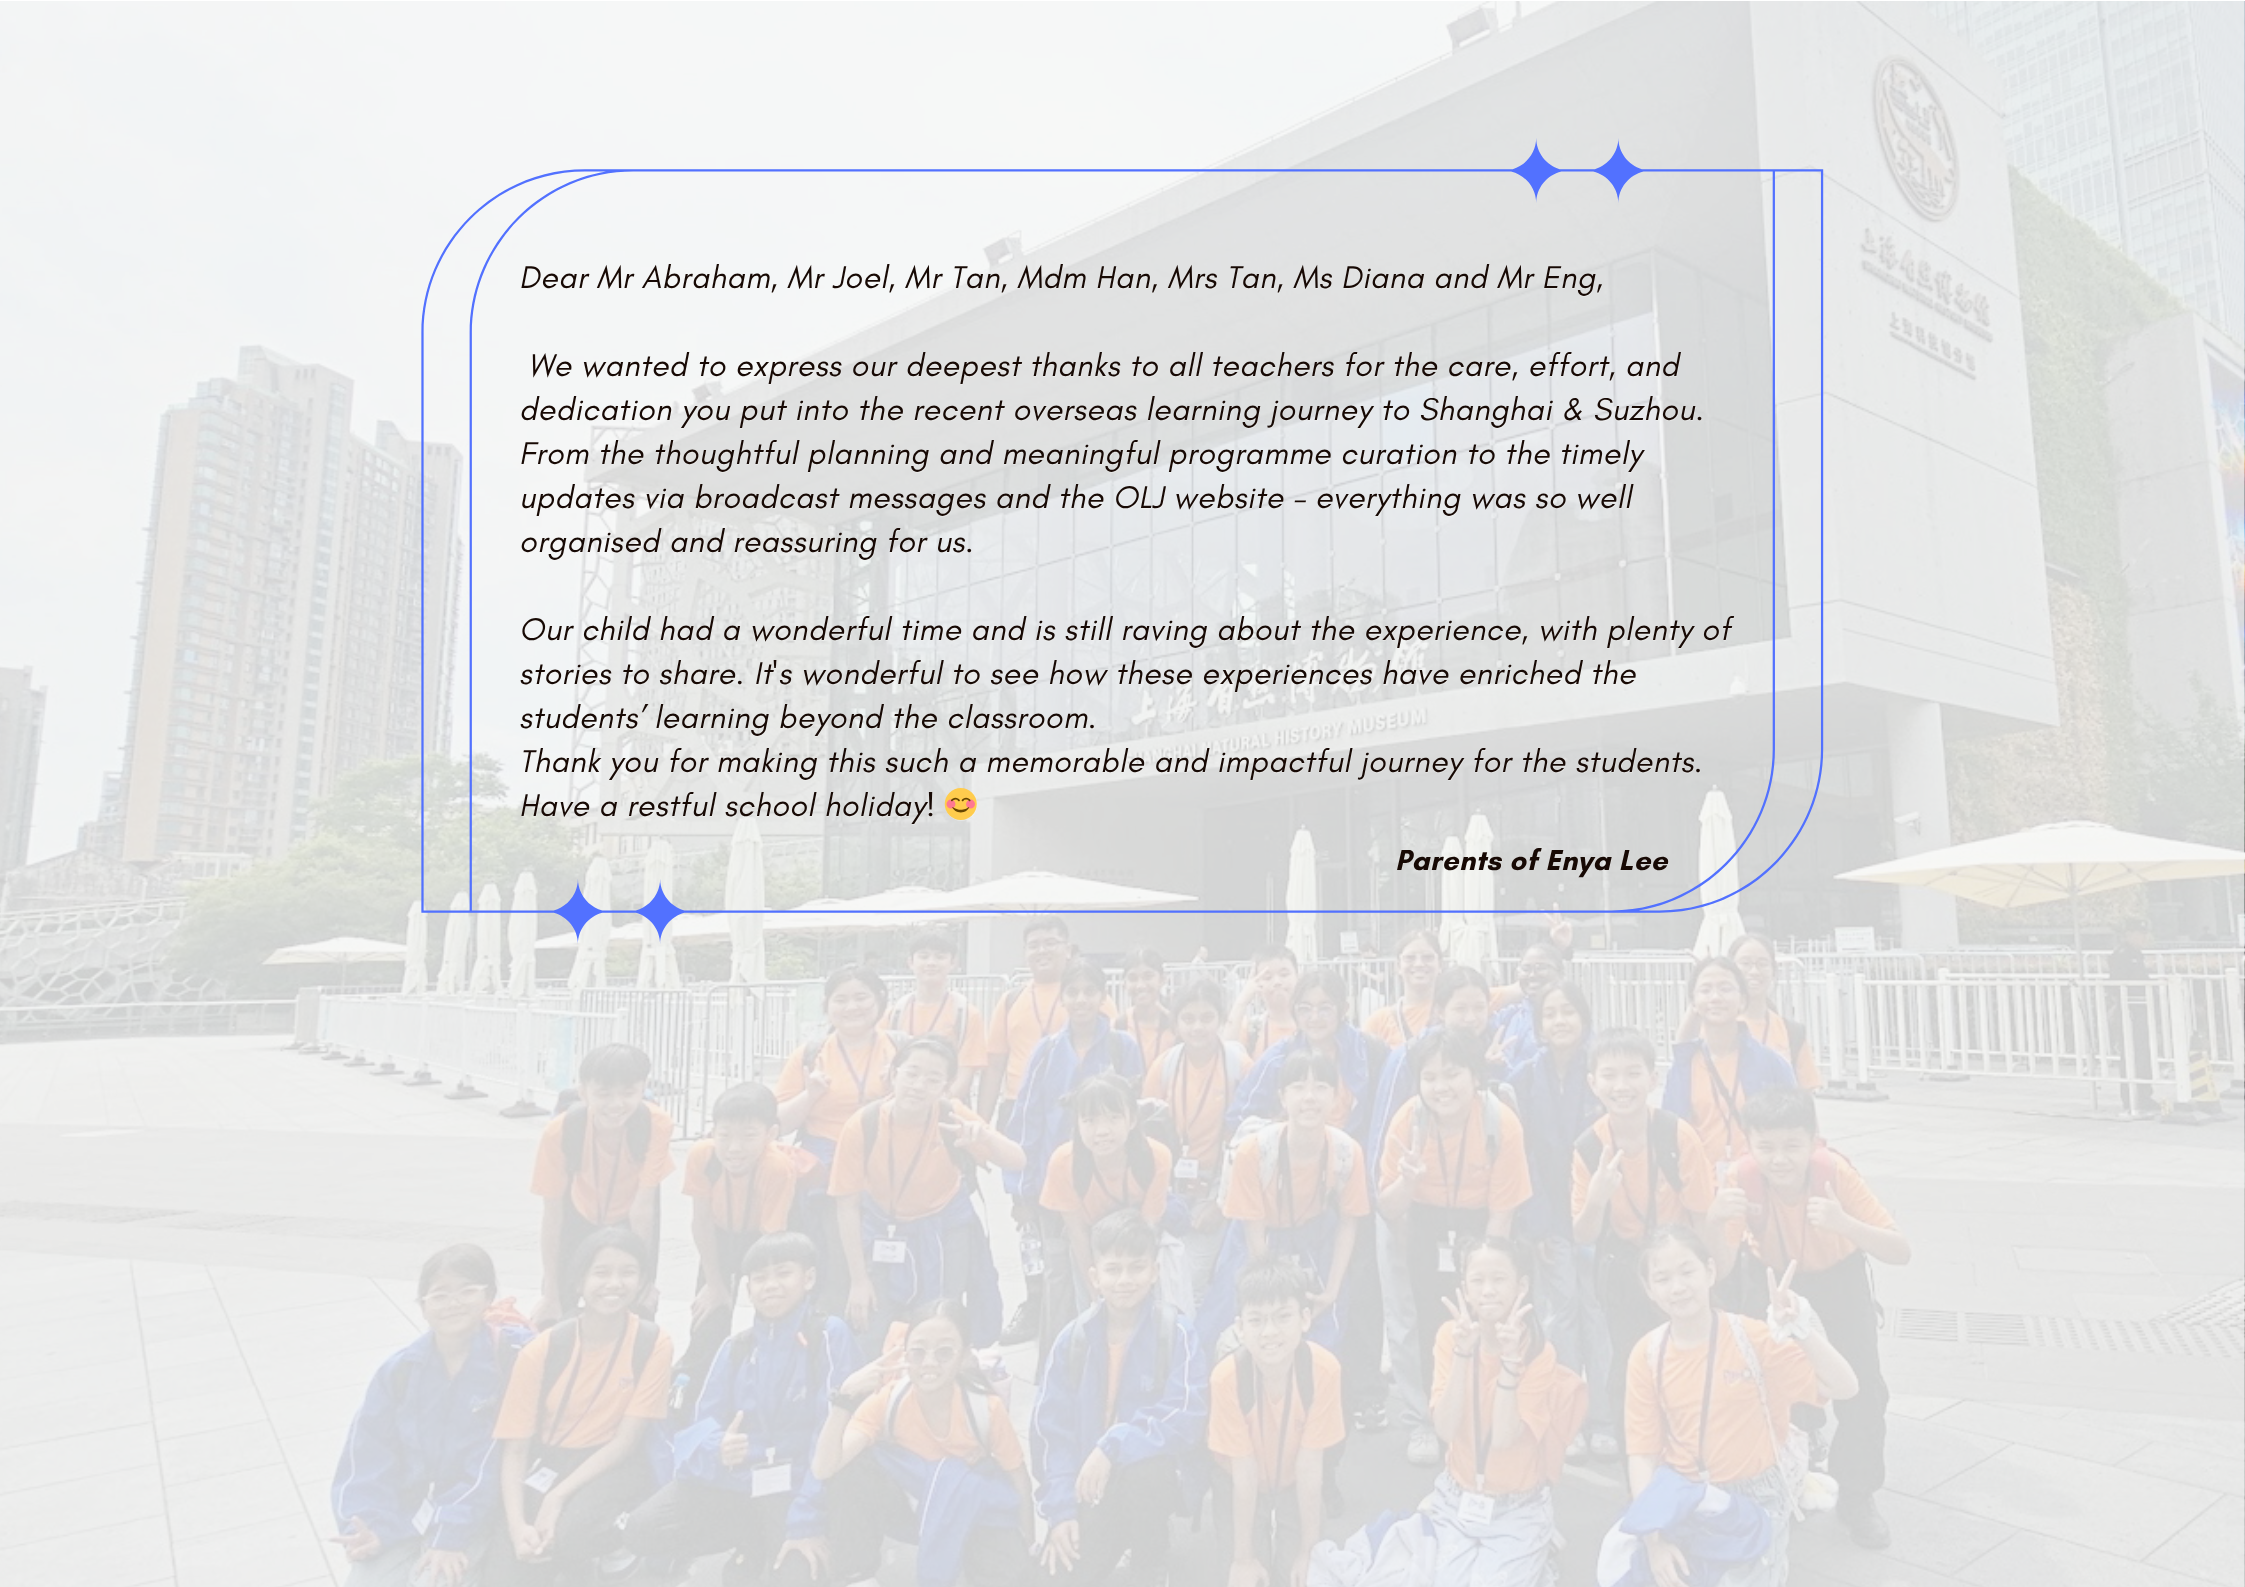 Dear Mr Abraham, Mr Joel, Mr Tan, Mdm Han, Mrs Tan, Ms Diana and Mr Eng,
We wanted to express our deepest thanks to all teachers for the care, effort, and
dedication you put into the recent overseas learning journey to Shanghai & Suzhou.
From the thoughtful planning and meaningful programme curation to the timely
updates via broadcast messages and the OLJ website – everything was so well
organised and reassuring for us.
Our child had a wonderful time and is still raving about the experience, with plenty of
stories to share. It's wonderful to see how these experiences have enriched the
students’ learning beyond the classroom.
Thank you for making this such a memorable and impactful journey for the students.
Have a restful school holiday! 😊
Parents of Enya Lee
上海自然博物馆
SHANGHAI NATURAL HISTORY MUSEUM
上海自然博物馆